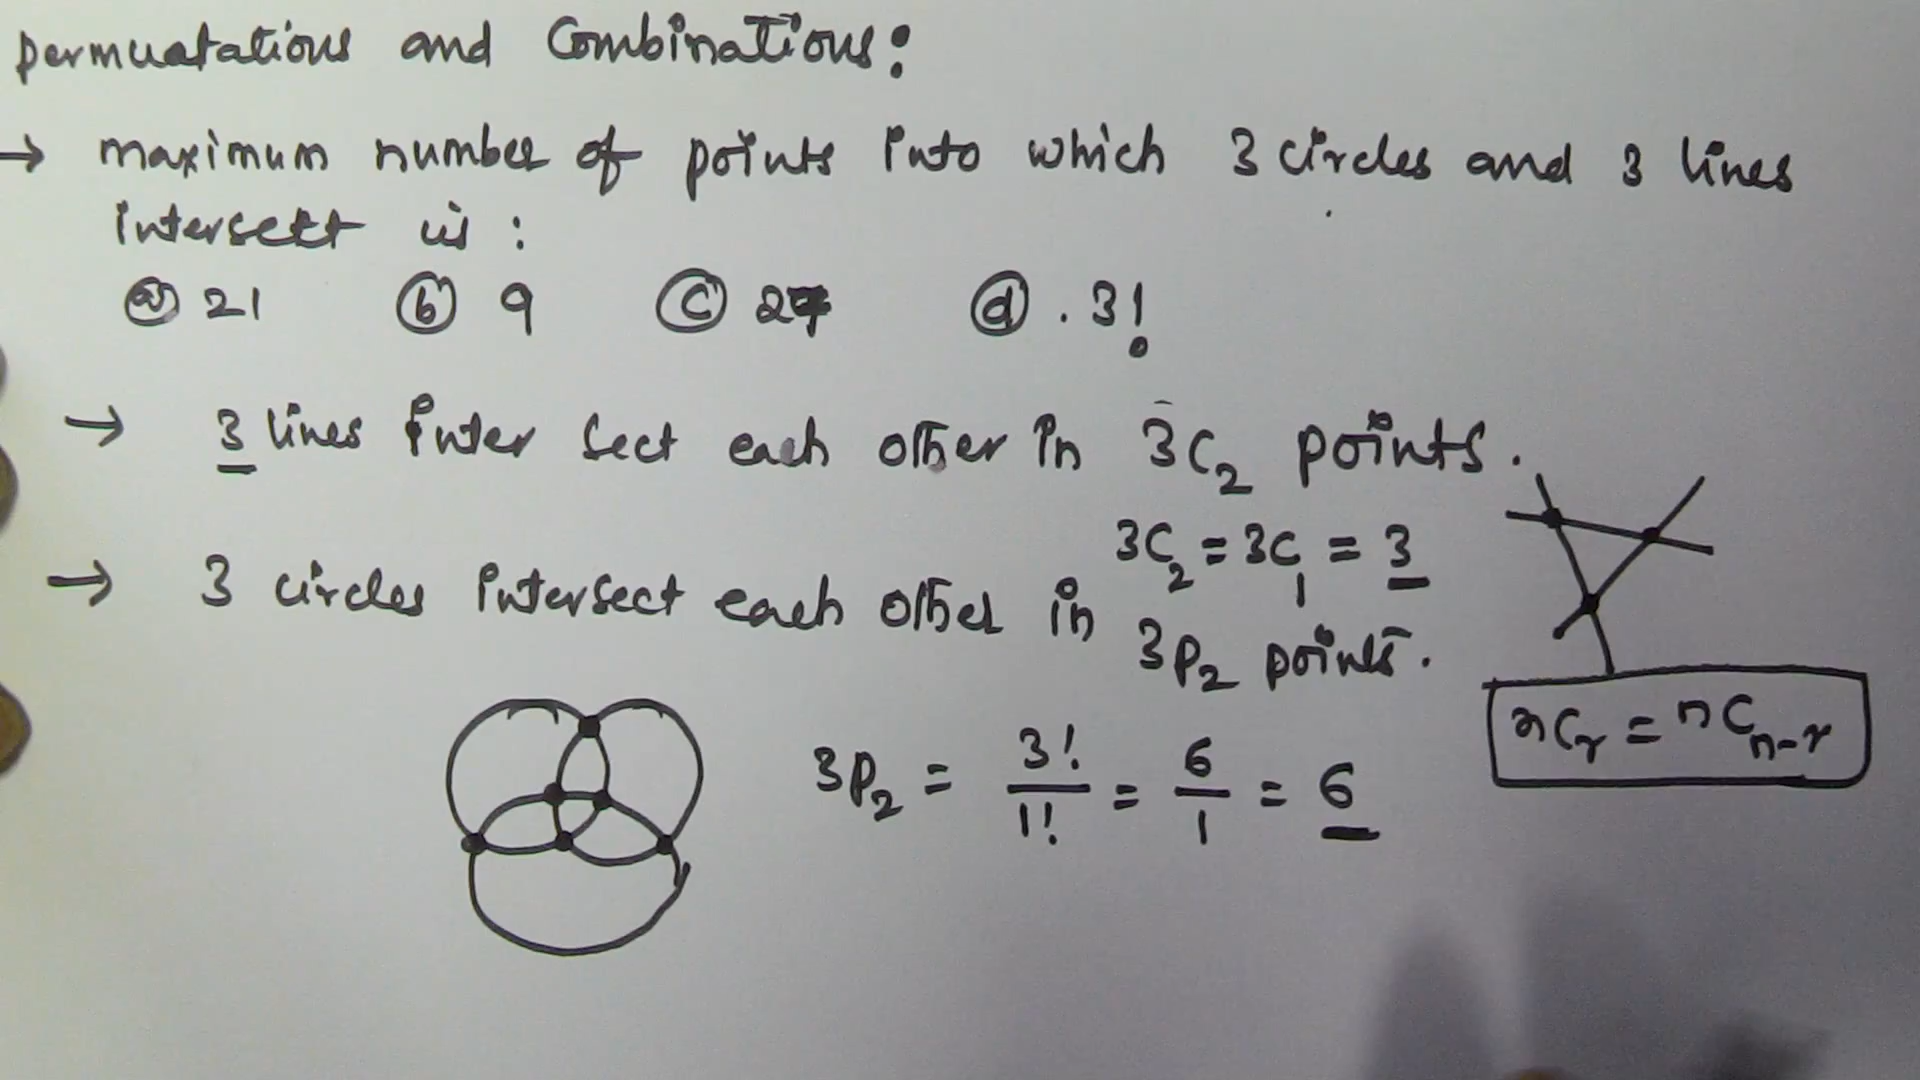 permuatations and Combinations:
→ maximum number of points into which 3 circles and 3 lines
intersect is :
ⓐ 21 ⓑ 9 ⓒ 27 ⓓ . 3!
→ 3 lines inter sect each other in 3C₂ points.
3C₂ = 3C₁ = 3
→ 3 circles intersect each other in
3P₂ points.
nCᵣ = nCₙ₋ᵣ
3P₂ = 3!/1! = 6/1 = 6